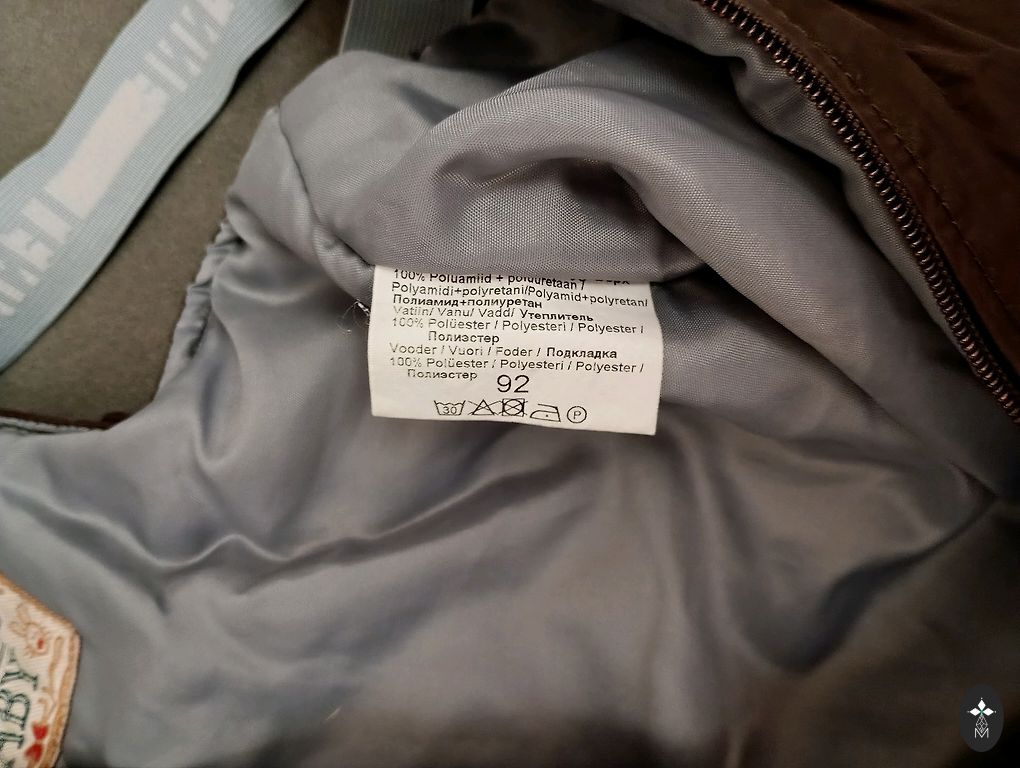 100% Polüamiid + polüuretaan /
Polyamidi+polyretani/Polyamid+polyretani
Полиамид+полиуретан
Vatiin/ Vanu/ Vadd/ Утеплитель
100% Polüester / Polyesteri / Polyester /
Полиэстер
Vooder / Vuori / Foder / Подкладка
100% Polüester / Polyesteri / Polyester /
Полиэстер 92
30 P